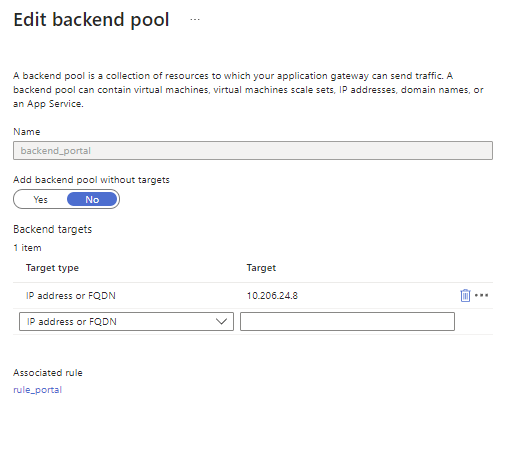 Edit backend pool ...
A backend pool is a collection of resources to which your application gateway can send traffic. A
backend pool can contain virtual machines, virtual machines scale sets, IP addresses, domain names, or
an App Service.
Name
backend_portal
Add backend pool without targets
Yes No
Backend targets
1 item
Target type Target
IP address or FQDN 10.206.24.8
IP address or FQDN
Associated rule
rule_portal